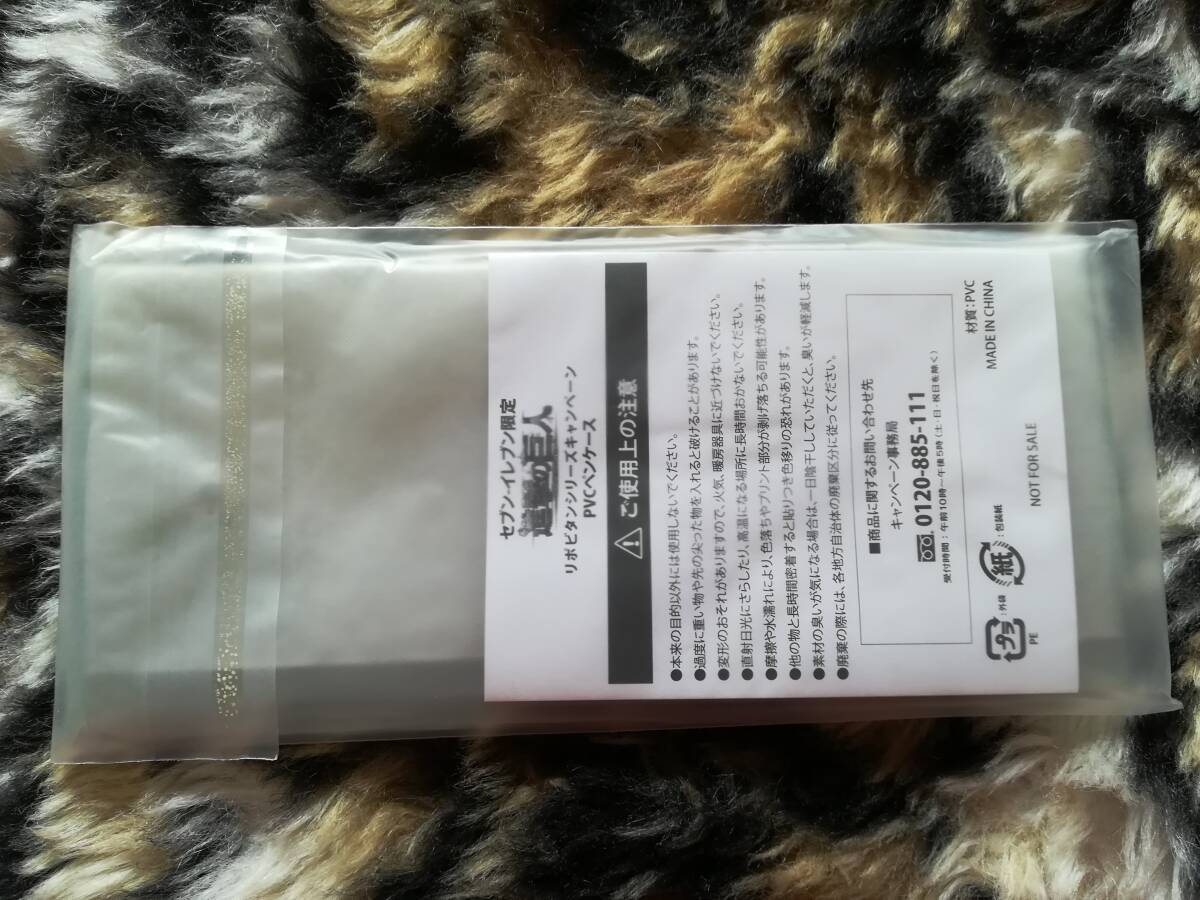 セブン-イレブン限定
進撃の巨人
リポビタンシリーズキャンペーン
PVCペンケース
ご使用上の注意
●本来の目的以外には使用しないでください。
●過度に重い物や先の尖った物を入れると破けることがあります。
●変形のおそれがありますので、火気、暖房器具に近づけないでください。
●直射日光にさらしたり、高温になる場所に長時間おかないでください。
●摩擦や水濡れにより、色落ちやプリント部分が剥げ落ちる可能性があります。
●他の物と長時間密着すると貼りつき色移りの恐れがあります。
●素材の臭いが気になる場合は、一日陰干ししていただくと、臭いが軽減します。
●廃棄の際には、各地方自治体の廃棄区分に従ってください。
■商品に関するお問い合わせ先
キャンペーン事務局
0120-885-111
受付時間:午前10時～午後5時(土・日・祝日を除く)
材質:PVC
MADE IN CHINA
プラ:外袋
PE
紙:包装紙
NOT FOR SALE